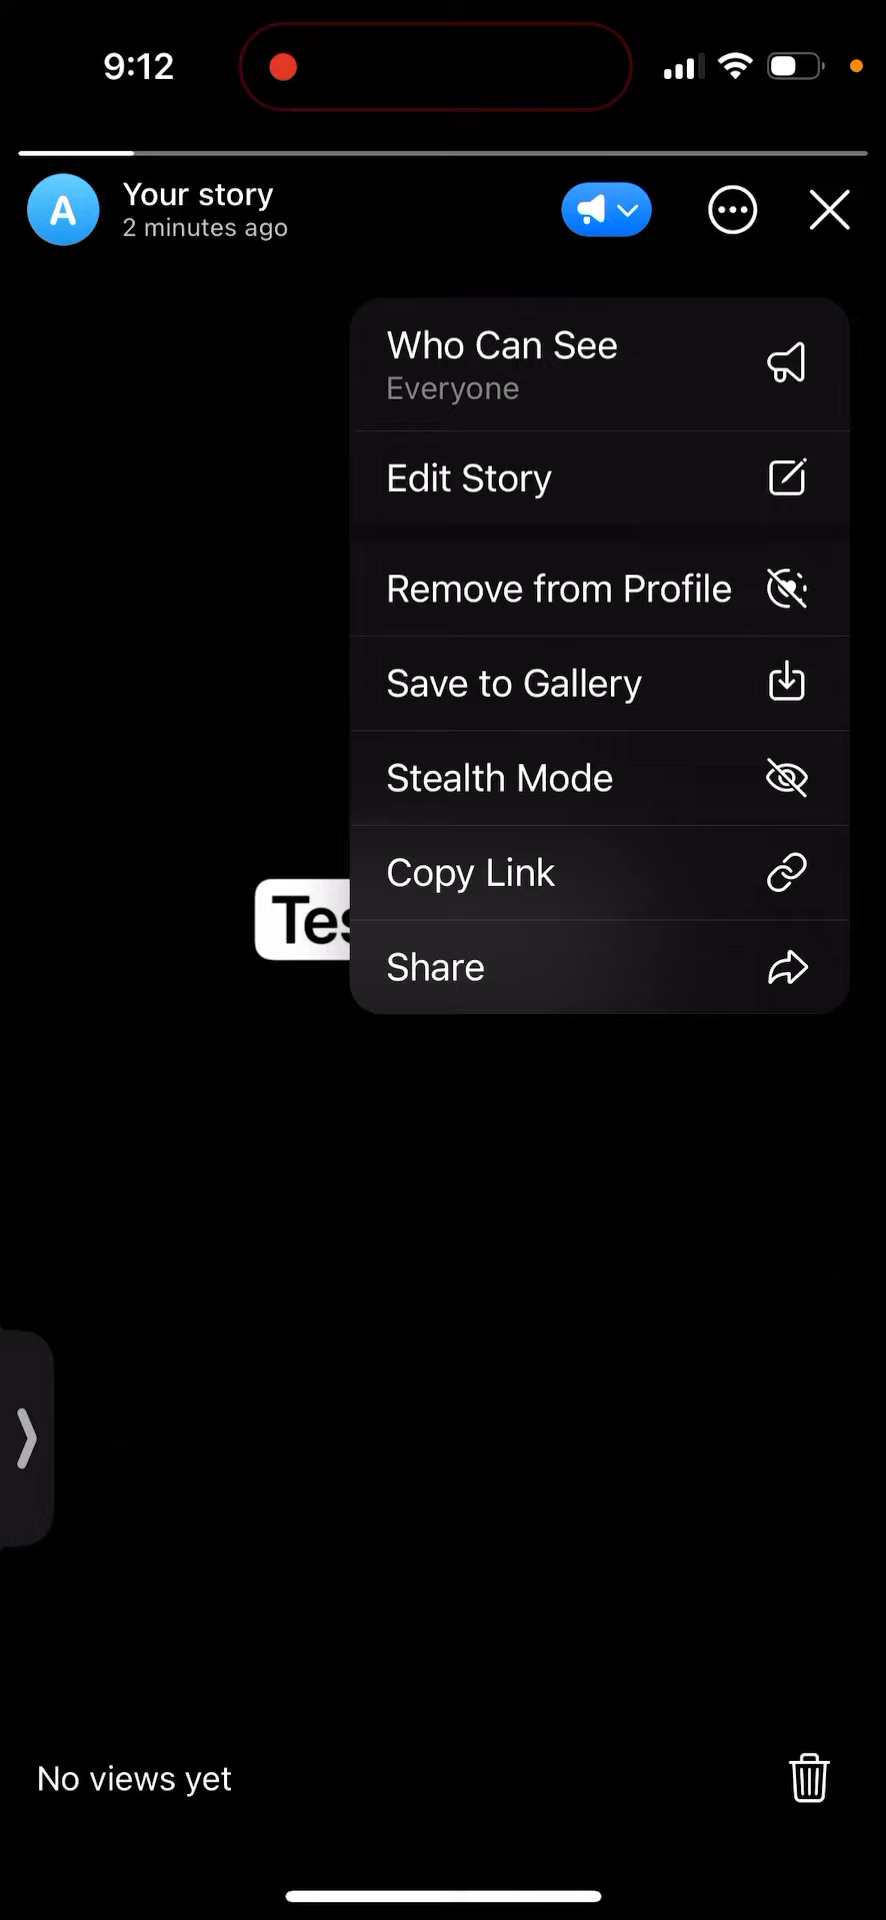 9:12
A
Your story
2 minutes ago
Who Can See
Everyone
Edit Story
Remove from Profile
Save to Gallery
Stealth Mode
Copy Link
Share
No views yet